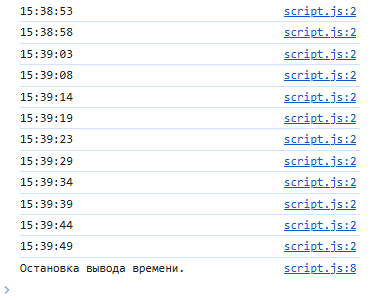 15:38:53 script.js:2
15:38:58 script.js:2
15:39:03 script.js:2
15:39:08 script.js:2
15:39:14 script.js:2
15:39:19 script.js:2
15:39:23 script.js:2
15:39:29 script.js:2
15:39:34 script.js:2
15:39:39 script.js:2
15:39:44 script.js:2
15:39:49 script.js:2
Остановка вывода времени. script.js:8